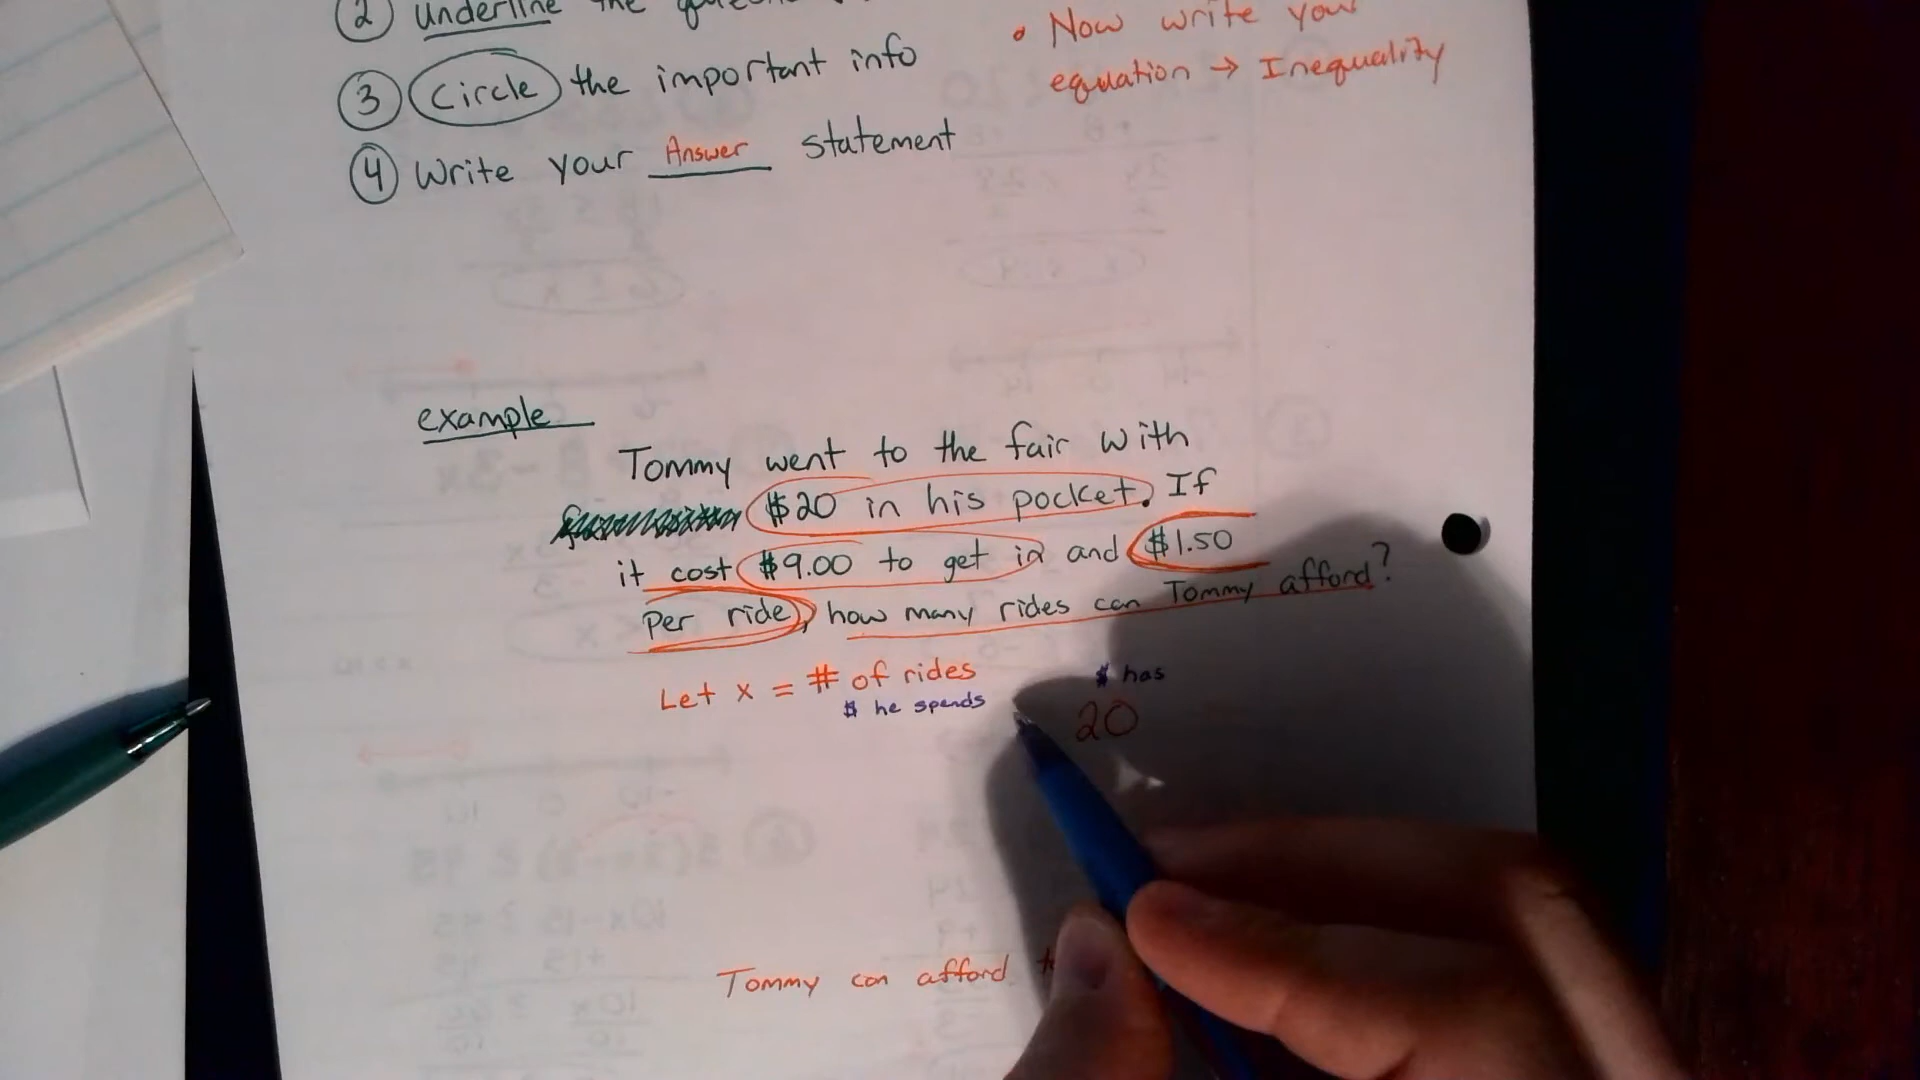 ② underline the
③ Circle the important info
④ Write your Answer statement
• Now write your
equation → Inequality
example
Tommy went to the fair with
$20 in his pocket. If
it cost $9.00 to get in and $1.50
Per ride, how many rides can Tommy afford?
Let x = # of rides
$ he spends
$ has
20
Tommy can afford